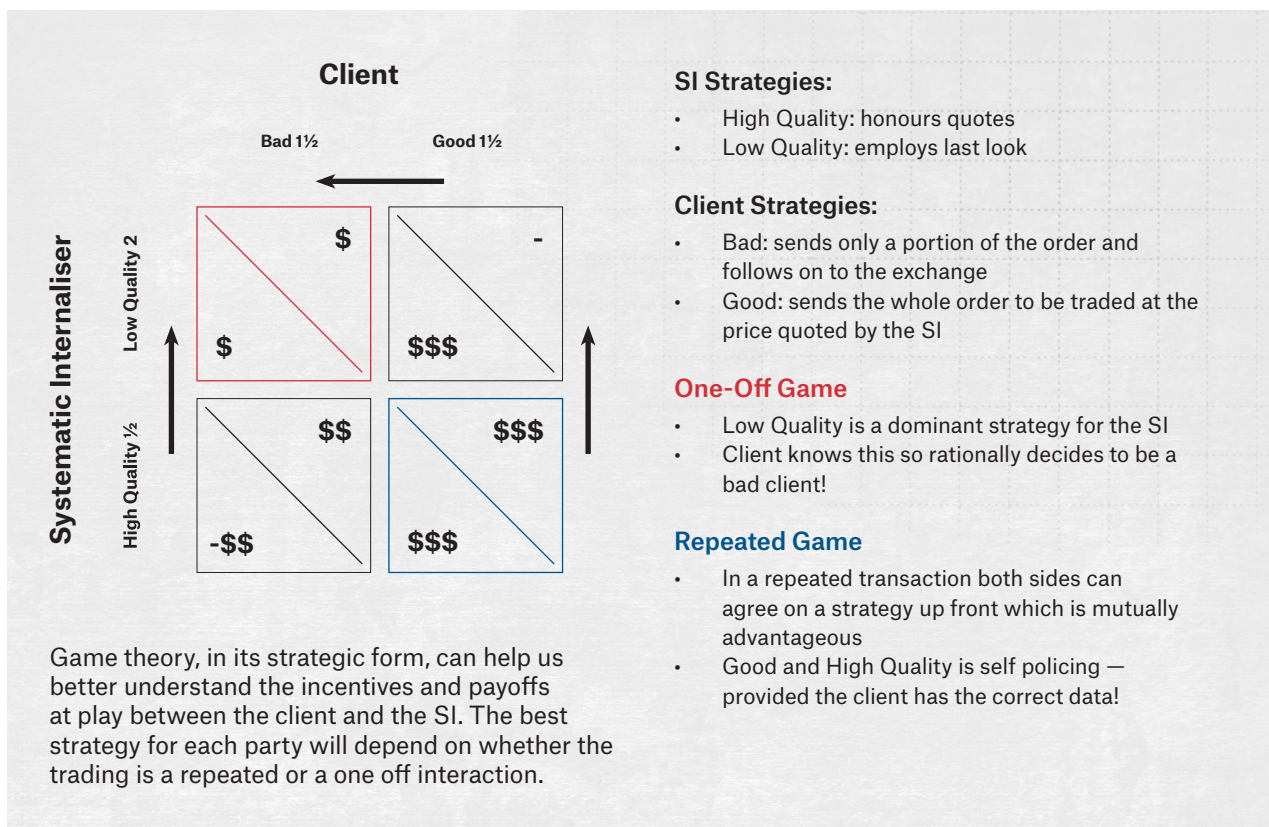 Client
Bad 1½ Good 1½
Systematic Internaliser
Low Quality 2
$
-
$
$$$
High Quality ½
$$
$$$
-$$
$$$
Game theory, in its strategic form, can help us
better understand the incentives and payoffs
at play between the client and the SI. The best
strategy for each party will depend on whether the
trading is a repeated or a one off interaction.
SI Strategies:
• High Quality: honours quotes
• Low Quality: employs last look
Client Strategies:
• Bad: sends only a portion of the order and
follows on to the exchange
• Good: sends the whole order to be traded at the
price quoted by the SI
One-Off Game
• Low Quality is a dominant strategy for the SI
• Client knows this so rationally decides to be a
bad client!
Repeated Game
• In a repeated transaction both sides can
agree on a strategy up front which is mutually
advantageous
• Good and High Quality is self policing —
provided the client has the correct data!